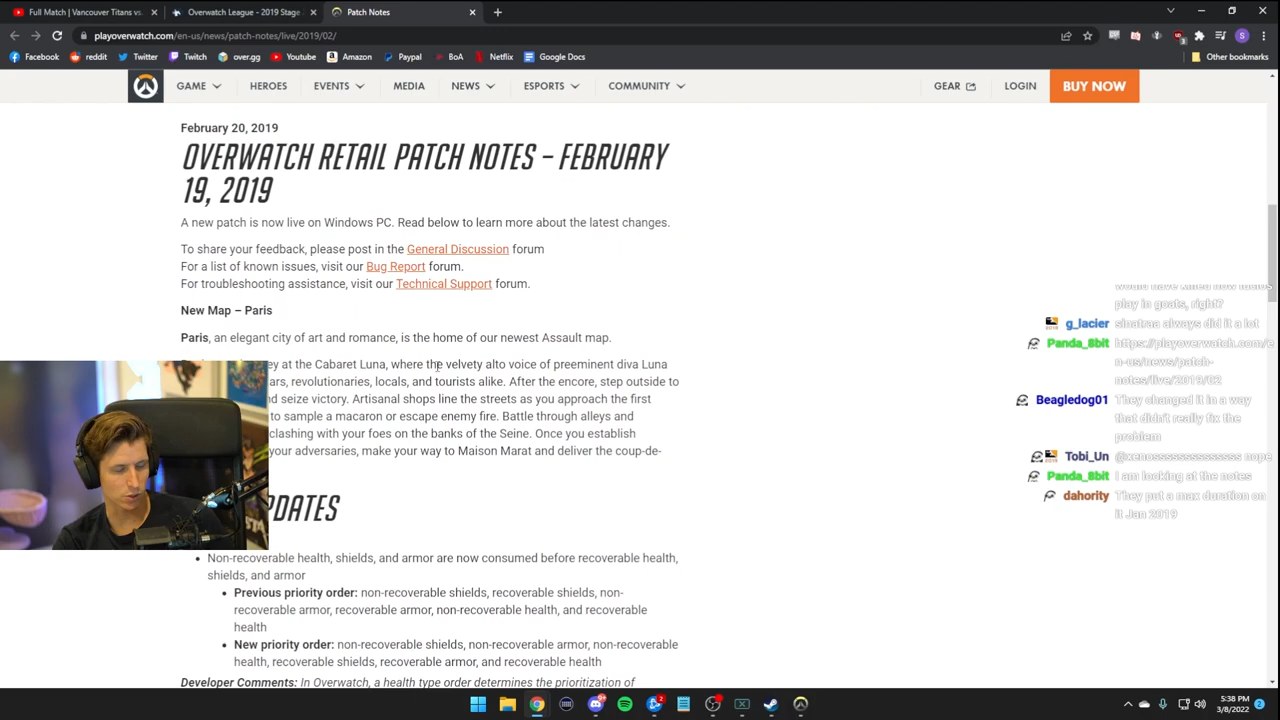 Full Match | Vancouver Titans vs.
Overwatch League - 2019 Stage
Patch Notes
playoverwatch.com/en-us/news/patch-notes/live/2019/02/
Facebook
reddit
Twitter
Twitch
over.gg
Youtube
Amazon
Paypal
BoA
Netflix
Google Docs
Other bookmarks
GAME
HEROES
EVENTS
MEDIA
NEWS
ESPORTS
COMMUNITY
GEAR
LOGIN
BUY NOW
February 20, 2019
OVERWATCH RETAIL PATCH NOTES – FEBRUARY
19, 2019
A new patch is now live on Windows PC. Read below to learn more about the latest changes.
To share your feedback, please post in the General Discussion forum
For a list of known issues, visit our Bug Report forum.
For troubleshooting assistance, visit our Technical Support forum.
New Map – Paris
Paris, an elegant city of art and romance, is the home of our newest Assault map.
ey at the Cabaret Luna, where the velvety alto voice of preeminent diva Luna
ars, revolutionaries, locals, and tourists alike. After the encore, step outside to
nd seize victory. Artisanal shops line the streets as you approach the first
to sample a macaron or escape enemy fire. Battle through alleys and
clashing with your foes on the banks of the Seine. Once you establish
your adversaries, make your way to Maison Marat and deliver the coup-de-
PDATES
Non-recoverable health, shields, and armor are now consumed before recoverable health,
shields, and armor
Previous priority order: non-recoverable shields, recoverable shields, non-
recoverable armor, recoverable armor, non-recoverable health, and recoverable
health
New priority order: non-recoverable shields, non-recoverable armor, non-recoverable
health, recoverable shields, recoverable armor, and recoverable health
Developer Comments: In Overwatch, a health type order determines the prioritization of
play in goats, right?
g_lacier sinatraa always did it a lot
Panda_8bit https://playoverwatch.com/e
n-us/news/patch-
notes/live/2019/02
Beagledog01 They changed it in a way
that didn't really fix the
problem
Tobi_Un @xenosssssssssssssss nope
Panda_8bit I am looking at the notes
dahority They put a max duration on
it Jan 2019
5:38 PM
3/8/2022